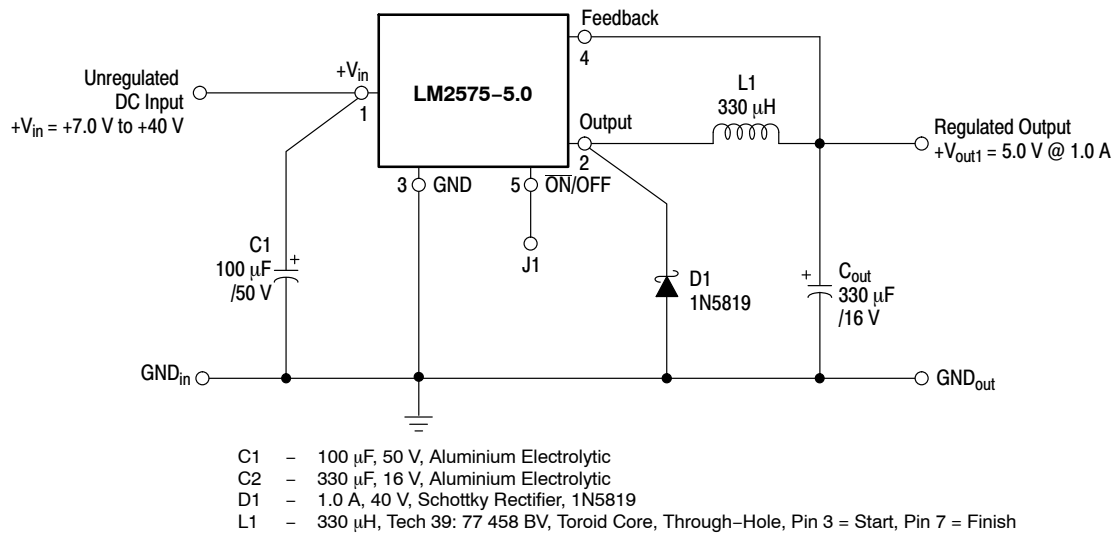 Feedback
4
Unregulated
DC Input
+Vin = +7.0 V to +40 V
+Vin
1
LM2575−5.0
L1
330 μH
Output
2
Regulated Output
+Vout1 = 5.0 V @ 1.0 A
3
GND
5
ON/OFF
J1
C1
100 μF
/50 V
+
D1
1N5819
+
Cout
330 μF
/16 V
GNDin
GNDout
C1 – 100 μF, 50 V, Aluminium Electrolytic
C2 – 330 μF, 16 V, Aluminium Electrolytic
D1 – 1.0 A, 40 V, Schottky Rectifier, 1N5819
L1 – 330 μH, Tech 39: 77 458 BV, Toroid Core, Through−Hole, Pin 3 = Start, Pin 7 = Finish